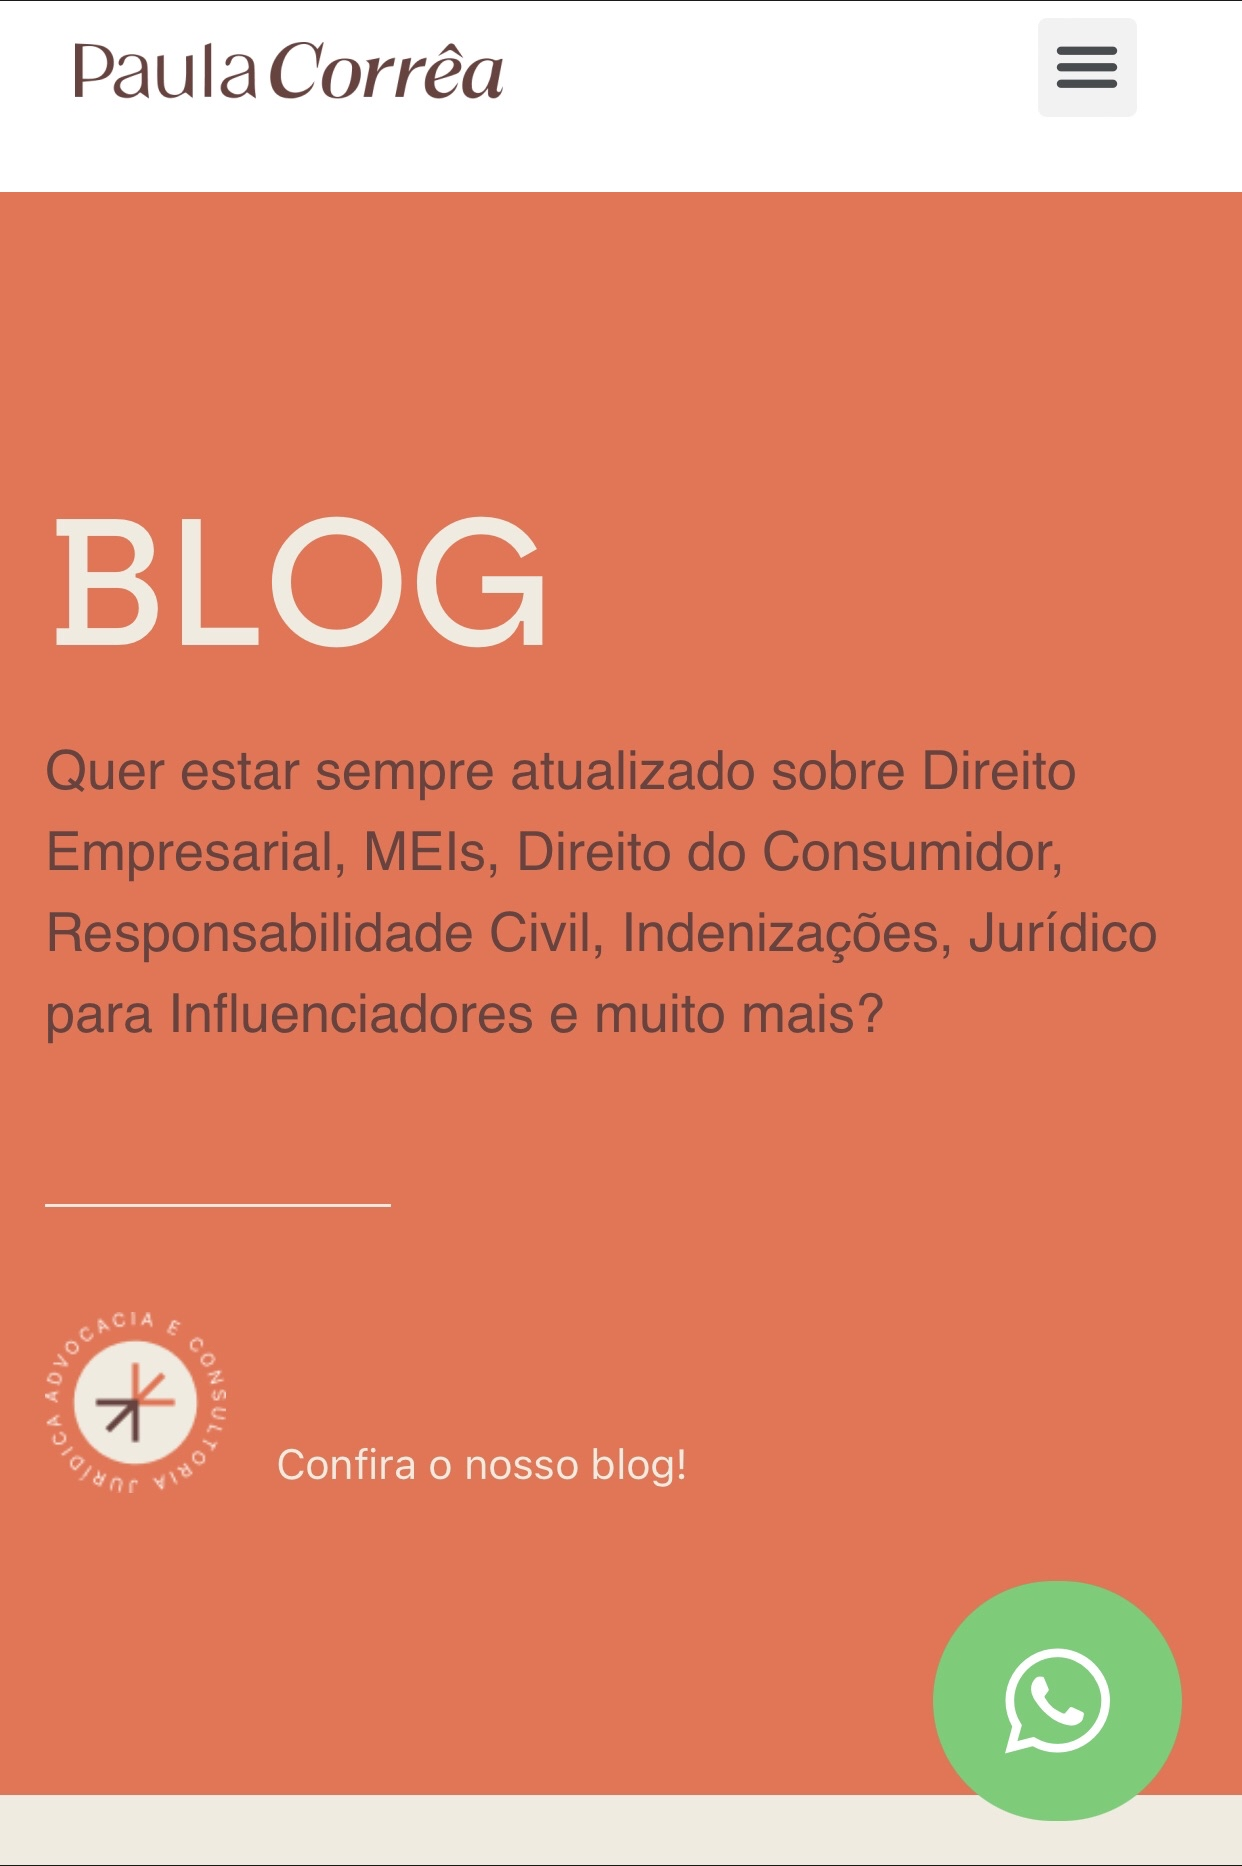 Paula Corrêa
BLOG
Quer estar sempre atualizado sobre Direito
Empresarial, MEIs, Direito do Consumidor,
Responsabilidade Civil, Indenizações, Jurídico
para Influenciadores e muito mais?
ADVOCACIA E CONSULTORIA JURÍDICA
Confira o nosso blog!